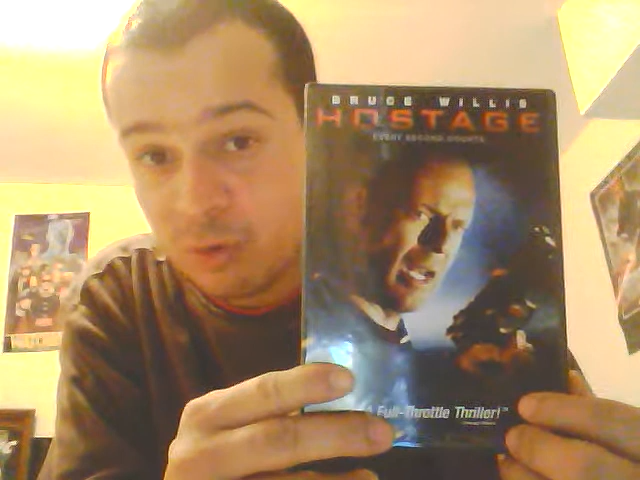 BRUCE WILLIS
HOSTAGE
EVERY SECOND COUNTS
Full-Throttle Thriller!